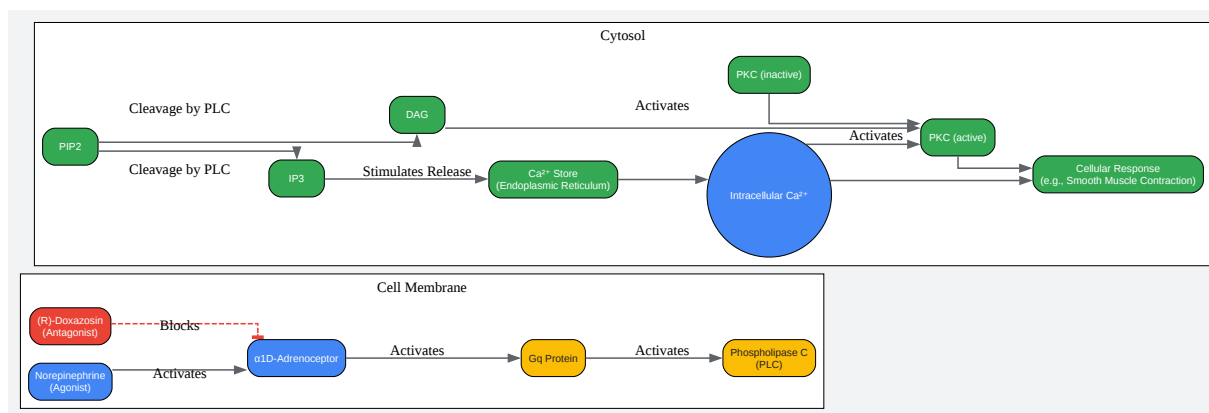 Cytosol
PKC (inactive)
Cleavage by PLC
DAG
Activates
PKC (active)
Activates
PIP2
Cleavage by PLC
IP3
Stimulates Release
Ca²⁺ Store
(Endoplasmic Reticulum)
Intracellular Ca²⁺
Cellular Response
(e.g., Smooth Muscle Contraction)
Cell Membrane
(R)-Doxazosin
(Antagonist)
Blocks
Norepinephrine
(Agonist)
Activates
α1D-Adrenoceptor
Activates
Gq Protein
Activates
Phospholipase C
(PLC)